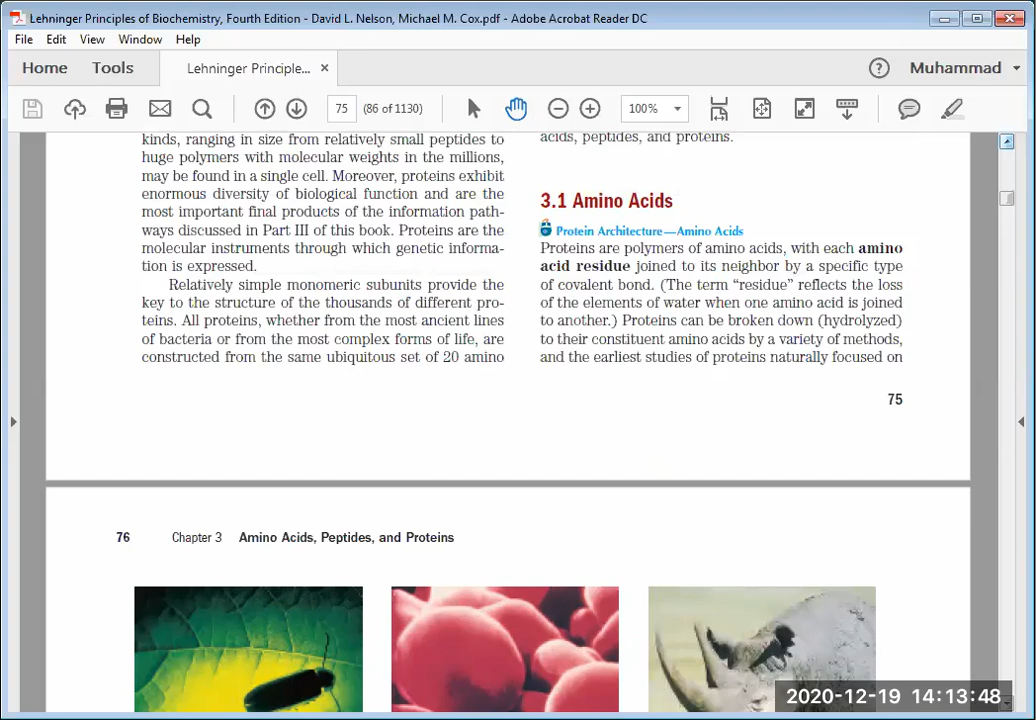 Lehninger Principles of Biochemistry, Fourth Edition - David L. Nelson, Michael M. Cox.pdf - Adobe Acrobat Reader DC
File Edit View Window Help
Home Tools Lehninger Principle... × ? Muhammad
75 (86 of 1130) 100%
kinds, ranging in size from relatively small peptides to
huge polymers with molecular weights in the millions,
may be found in a single cell. Moreover, proteins exhibit
enormous diversity of biological function and are the
most important final products of the information path-
ways discussed in Part III of this book. Proteins are the
molecular instruments through which genetic informa-
tion is expressed.
Relatively simple monomeric subunits provide the
key to the structure of the thousands of different pro-
teins. All proteins, whether from the most ancient lines
of bacteria or from the most complex forms of life, are
constructed from the same ubiquitous set of 20 amino
acids, peptides, and proteins.
3.1 Amino Acids
Protein Architecture—Amino Acids
Proteins are polymers of amino acids, with each amino
acid residue joined to its neighbor by a specific type
of covalent bond. (The term “residue” reflects the loss
of the elements of water when one amino acid is joined
to another.) Proteins can be broken down (hydrolyzed)
to their constituent amino acids by a variety of methods,
and the earliest studies of proteins naturally focused on
75
76 Chapter 3 Amino Acids, Peptides, and Proteins
2020-12-19 14:13:48